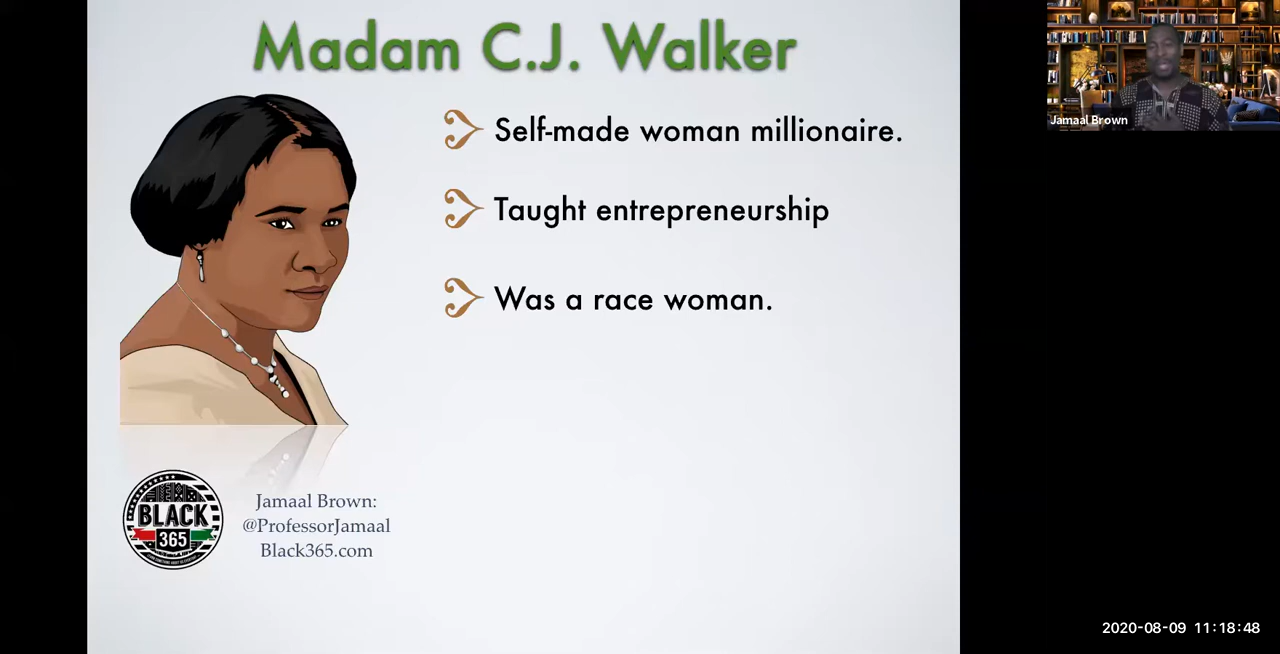 Madam C.J. Walker
Self-made woman millionaire.
Taught entrepreneurship
Was a race woman.
BLACK
365
Jamaal Brown:
@ProfessorJamaal
Black365.com
Jamaal Brown
2020-08-09 11:18:48